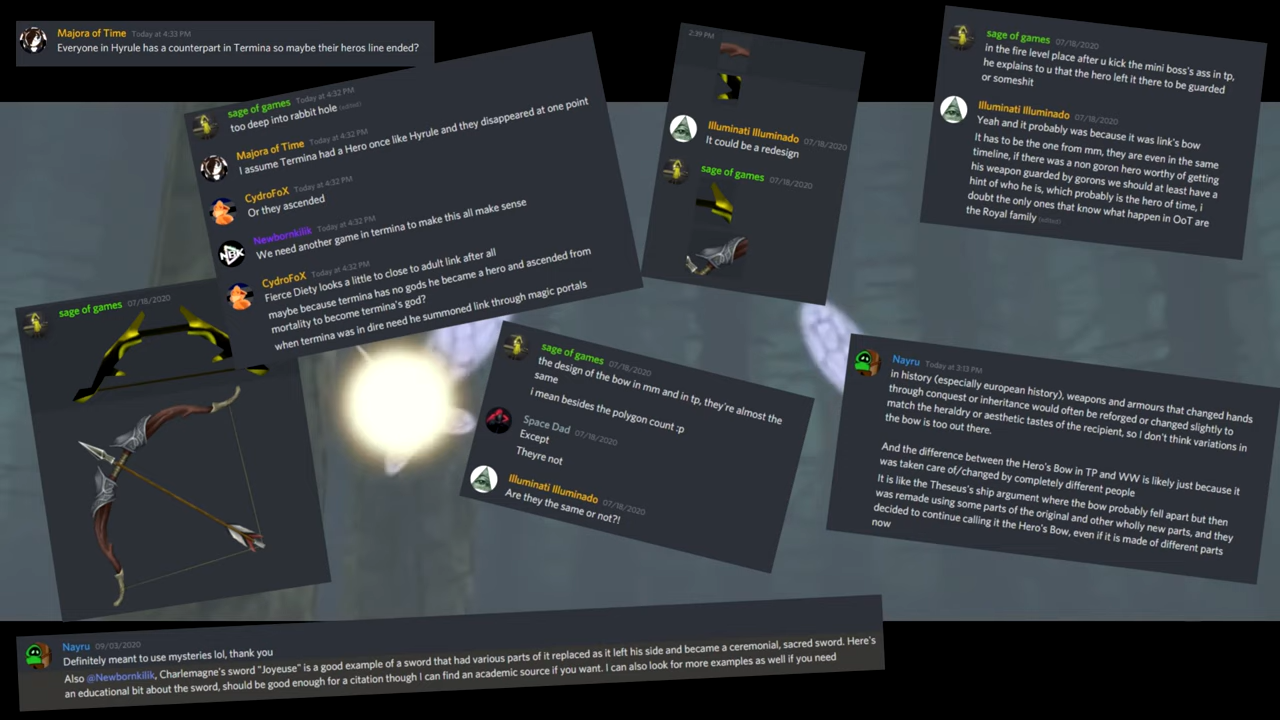 Majora of Time Today at 4:33 PM
Everyone in Hyrule has a counterpart in Termina so maybe their heros line ended?
sage of games Today at 4:32 PM
too deep into rabbit hole (edited)
Majora of Time Today at 4:32 PM
I assume Termina had a Hero once like Hyrule and they disappeared at one point
CydroFoX Today at 4:32 PM
Or they ascended
Newbornkilik Today at 4:32 PM
We need another game in termina to make this all make sense
CydroFoX Today at 4:32 PM
Fierce Diety looks a little to close to adult link after all
maybe because termina has no gods he became a hero and ascended from
mortality to become termina's god?
when termina was in dire need he summoned link through magic portals
2:39 PM
Illuminati Illuminado 07/18/2020
It could be a redesign
sage of games 07/18/2020
sage of games 07/18/2020
in the fire level place after u kick the mini boss's ass in tp,
he explains to u that the hero left it there to be guarded
or someshit
Illuminati Illuminado 07/18/2020
Yeah and it probably was because it was link's bow
It has to be the one from mm, they are even in the same
timeline, if there was a non goron hero worthy of getting
his weapon guarded by gorons we should at least have a
hint of who he is, which probably is the hero of time, i
doubt the only ones that know what happen in OoT are
the Royal family (edited)
sage of games 07/18/2020
sage of games 07/18/2020
the design of the bow in mm and in tp, they're almost the
same
i mean besides the polygon count :p
Space Dad 07/18/2020
Except
Theyre not
Illuminati Illuminado 07/18/2020
Are they the same or not?!
Nayru Today at 3:13 PM
in history (especially european history), weapons and armours that changed hands
through conquest or inheritance would often be reforged or changed slightly to
match the heraldry or aesthetic tastes of the recipient, so I don't think variations in
the bow is too out there.
And the difference between the Hero's Bow in TP and WW is likely just because it
was taken care of/changed by completely different people
It is like the Theseus's ship argument where the bow probably fell apart but then
was remade using some parts of the original and other wholly new parts, and they
decided to continue calling it the Hero's Bow, even if it is made of different parts
now
Nayru 09/03/2020
Definitely meant to use mysteries lol, thank you
Also @Newbornkilik, Charlemagne's sword "Joyeuse" is a good example of a sword that had various parts of it replaced as it left his side and became a ceremonial, sacred sword. Here's
an educational bit about the sword, should be good enough for a citation though I can find an academic source if you want. I can also look for more examples as well if you need